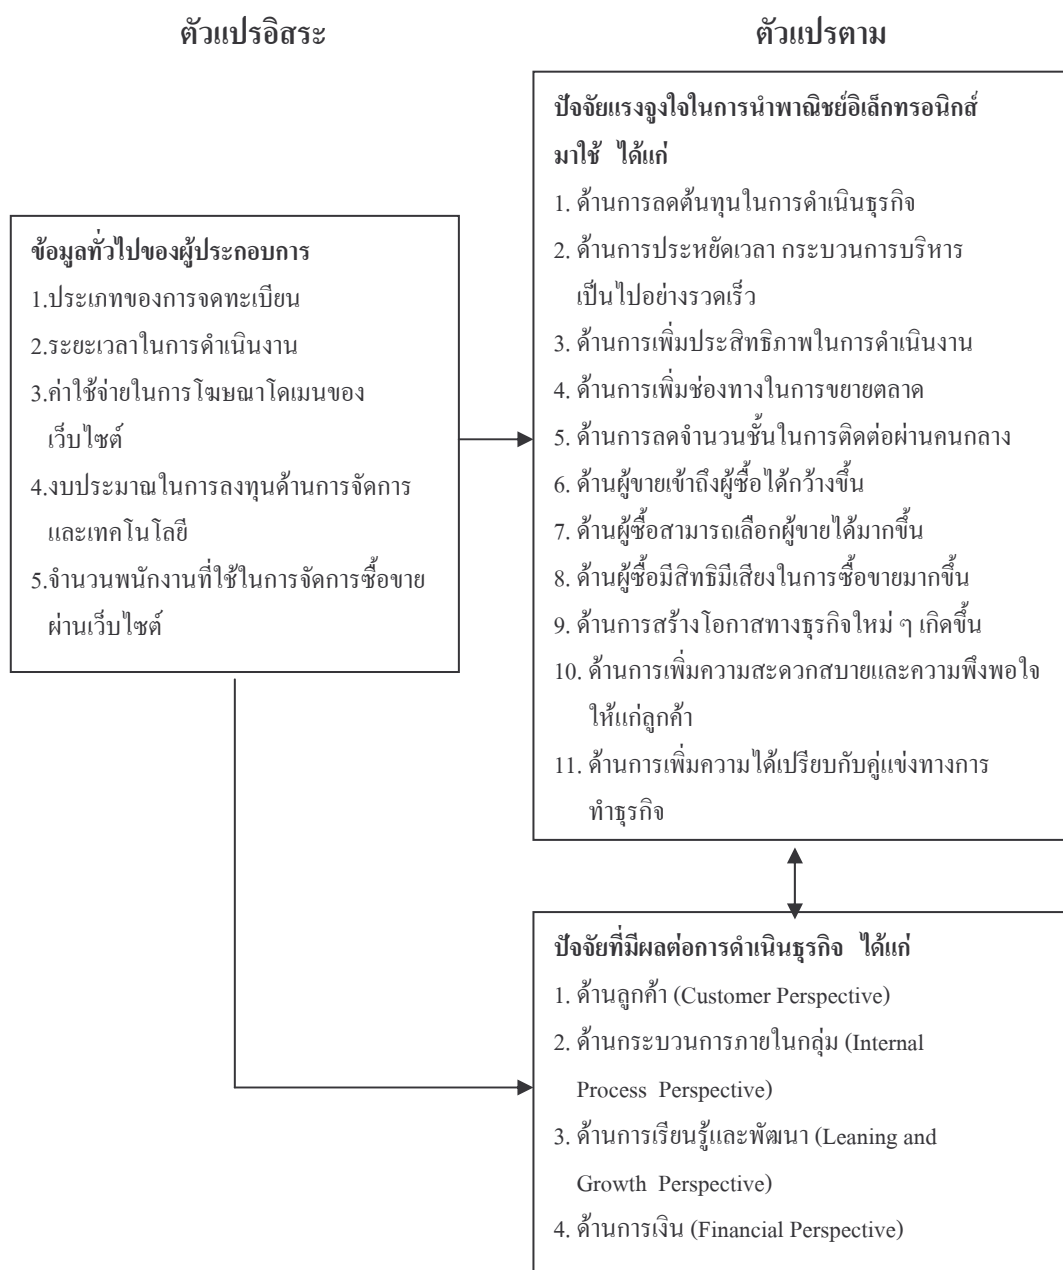 ตัวแปรอิสระ
ตัวแปรตาม
ข้อมูลทั่วไปของผู้ประกอบการ
1.ประเภทของการจดทะเบียน
2.ระยะเวลาในการดำเนินงาน
3.ค่าใช้จ่ายในการโฆษณาโดเมนของ
เว็บไซต์
4.งบประมาณในการลงทุนด้านการจัดการ
และเทคโนโลยี
5.จำนวนพนักงานที่ใช้ในการจัดการซื้อขาย
ผ่านเว็บไซต์
ปัจจัยแรงจูงใจในการนำพาณิชย์อิเล็กทรอนิกส์
มาใช้ ได้แก่
1. ด้านการลดต้นทุนในการดำเนินธุรกิจ
2. ด้านการประหยัดเวลา กระบวนการบริหาร
เป็นไปอย่างรวดเร็ว
3. ด้านการเพิ่มประสิทธิภาพในการดำเนินงาน
4. ด้านการเพิ่มช่องทางในการขยายตลาด
5. ด้านการลดจำนวนชั้นในการติดต่อผ่านคนกลาง
6. ด้านผู้ขายเข้าถึงผู้ซื้อได้กว้างขึ้น
7. ด้านผู้ซื้อสามารถเลือกผู้ขายได้มากขึ้น
8. ด้านผู้ซื้อมีสิทธิมีเสียงในการซื้อขายมากขึ้น
9. ด้านการสร้างโอกาสทางธุรกิจใหม่ ๆ เกิดขึ้น
10. ด้านการเพิ่มความสะดวกสบายและความพึงพอใจ
ให้แก่ลูกค้า
11. ด้านการเพิ่มความได้เปรียบกับคู่แข่งทางการ
ทำธุรกิจ
ปัจจัยที่มีผลต่อการดำเนินธุรกิจ ได้แก่
1. ด้านลูกค้า (Customer Perspective)
2. ด้านกระบวนการภายในกลุ่ม (Internal
Process Perspective)
3. ด้านการเรียนรู้และพัฒนา (Leaning and
Growth Perspective)
4. ด้านการเงิน (Financial Perspective)